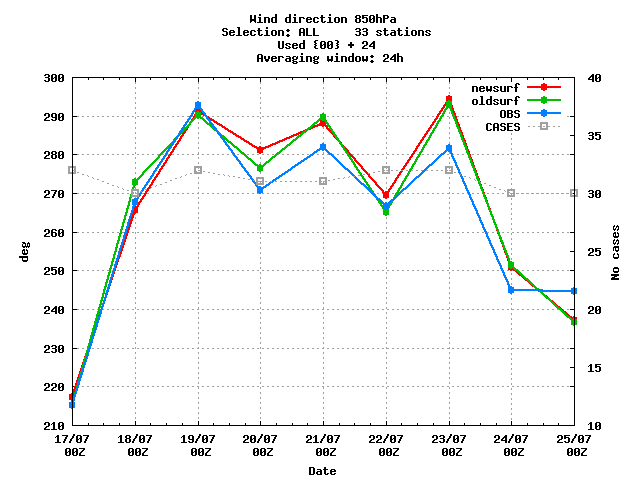 Wind direction 850hPa
Selection: ALL 33 stations
Used {00} + 24
Averaging window: 24h
newsurf
oldsurf
OBS
CASES
deg
300
290
280
270
260
250
240
230
220
210
No cases
40
35
30
25
20
15
10
17/07 18/07 19/07 20/07 21/07 22/07 23/07 24/07 25/07
00Z 00Z 00Z 00Z 00Z 00Z 00Z 00Z 00Z
Date